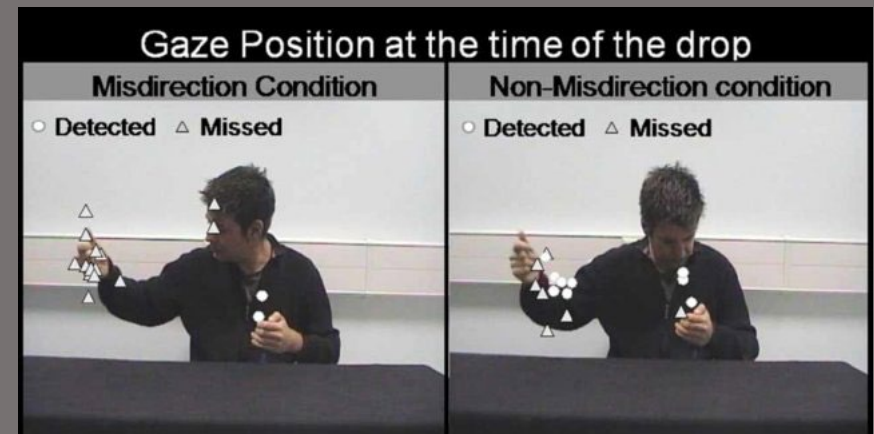 Gaze Position at the time of the drop
Misdirection Condition
Detected Missed
Non-Misdirection condition
Detected Missed